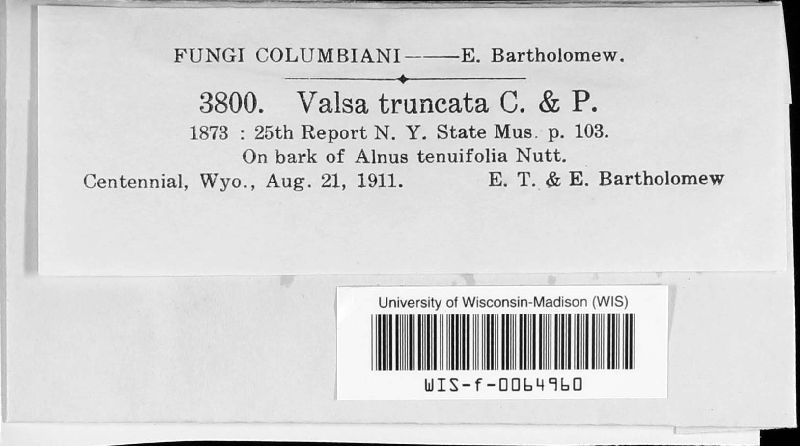 FUNGI COLUMBIANI——E. Bartholomew.
3800. Valsa truncata C. & P.
1873 : 25th Report N. Y. State Mus. p. 103.
On bark of Alnus tenuifolia Nutt.
Centennial, Wyo., Aug. 21, 1911. E. T. & E. Bartholomew
University of Wisconsin-Madison (WIS)
WIS-f-0064960